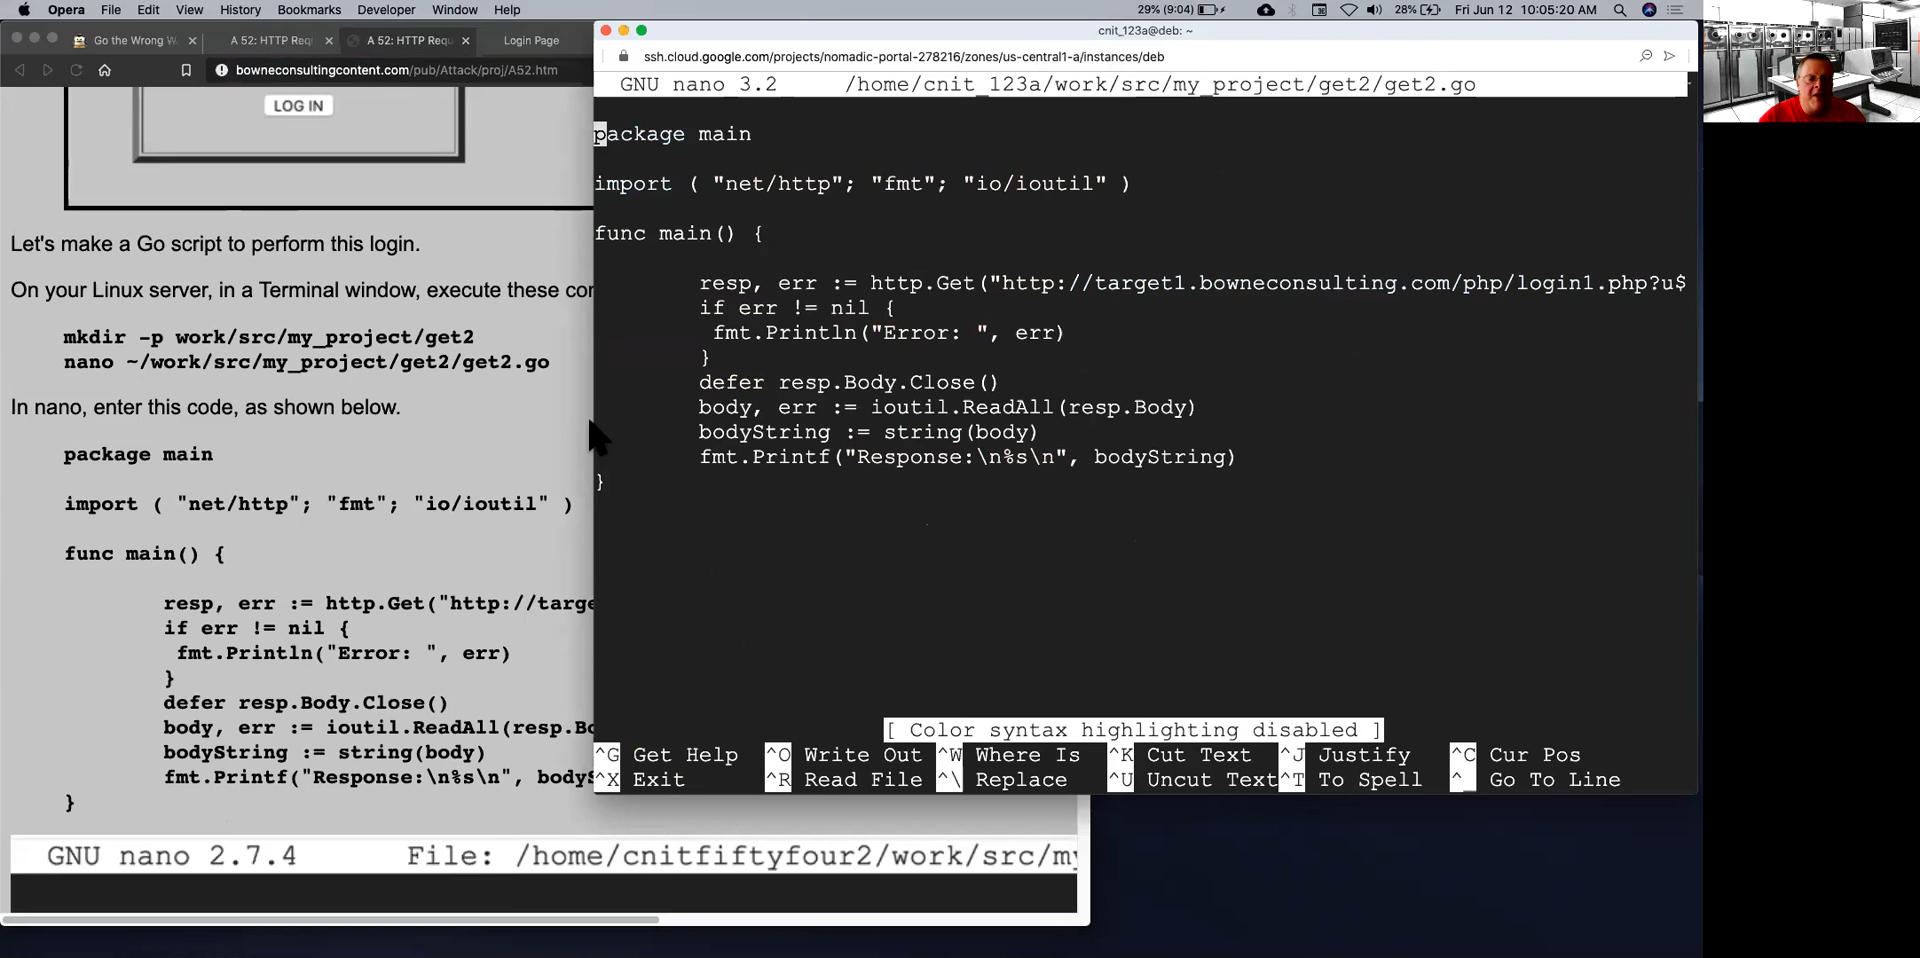 Opera File Edit View History Bookmarks Developer Window Help 29% (9:04) 28% Fri Jun 12 10:05:20 AM
Go the Wrong W
A 52: HTTP Requ
A 52: HTTP Requ
Login Page
bowneconsultingcontent.com/pub/Attack/proj/A52.htm
LOG IN
Let's make a Go script to perform this login.
On your Linux server, in a Terminal window, execute these con
mkdir -p work/src/my_project/get2
nano ~/work/src/my_project/get2/get2.go
In nano, enter this code, as shown below.
package main
import ( "net/http"; "fmt"; "io/ioutil" )
func main() {
resp, err := http.Get("http://targe
if err != nil {
fmt.Println("Error: ", err)
}
defer resp.Body.Close()
body, err := ioutil.ReadAll(resp.Bo
bodyString := string(body)
fmt.Printf("Response:\n%s\n", bodyS
}
GNU nano 2.7.4 File: /home/cnitfiftyfour2/work/src/my
cnit_123a@deb: ~
ssh.cloud.google.com/projects/nomadic-portal-278216/zones/us-central1-a/instances/deb
GNU nano 3.2 /home/cnit_123a/work/src/my_project/get2/get2.go
package main
import ( "net/http"; "fmt"; "io/ioutil" )
func main() {
resp, err := http.Get("http://target1.bowneconsulting.com/php/login1.php?u$
if err != nil {
fmt.Println("Error: ", err)
}
defer resp.Body.Close()
body, err := ioutil.ReadAll(resp.Body)
bodyString := string(body)
fmt.Printf("Response:\n%s\n", bodyString)
}
[ Color syntax highlighting disabled ]
^G Get Help ^O Write Out ^W Where Is ^K Cut Text ^J Justify ^C Cur Pos
^X Exit ^R Read File ^\ Replace ^U Uncut Text ^T To Spell ^_ Go To Line